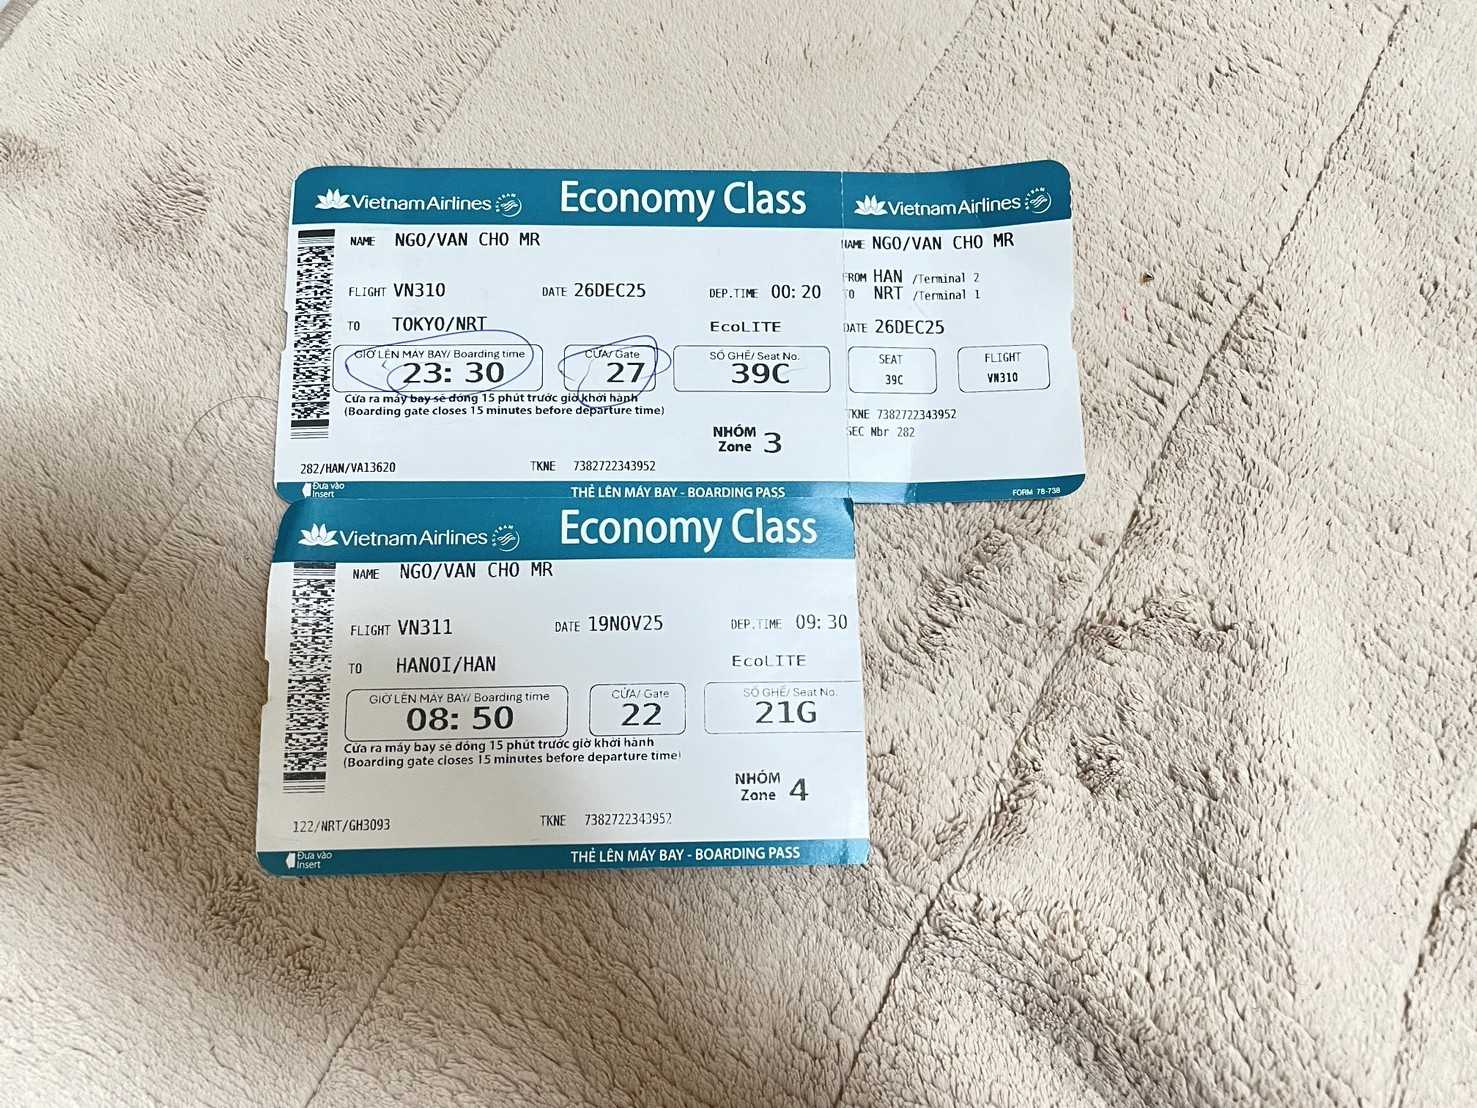 Vietnam Airlines SKYTEAM Economy Class
NAME NGO/VAN CHO MR
FLIGHT VN310 DATE 26DEC25 DEP.TIME 00:20
TO TOKYO/NRT EcoLITE
GIỜ LÊN MÁY BAY/ Boarding time CỬA/ Gate SỐ GHẾ/ Seat No.
23:30 27 39C
Cửa ra máy bay sẽ đóng 15 phút trước giờ khởi hành
(Boarding gate closes 15 minutes before departure time)
NHÓM
Zone 3
282/HAN/VA13620 TKNE 7382722343952
Đưa vào
Insert
THẺ LÊN MÁY BAY - BOARDING PASS
Vietnam Airlines SKYTEAM
NAME NGO/VAN CHO MR
FROM HAN /Terminal 2
TO NRT /Terminal 1
DATE 26DEC25
SEAT FLIGHT
39C VN310
TKNE 7382722343952
SEC Nbr 282
FORM 78-738
Vietnam Airlines SKYTEAM Economy Class
NAME NGO/VAN CHO MR
FLIGHT VN311 DATE 19NOV25 DEP.TIME 09:30
TO HANOI/HAN EcoLITE
GIỜ LÊN MÁY BAY/ Boarding time CỬA/ Gate SỐ GHẾ/ Seat No.
08:50 22 21G
Cửa ra máy bay sẽ đóng 15 phút trước giờ khởi hành
(Boarding gate closes 15 minutes before departure time)
NHÓM
Zone 4
122/NRT/GH3093 TKNE 7382722343952
Đưa vào
Insert
THẺ LÊN MÁY BAY - BOARDING PASS